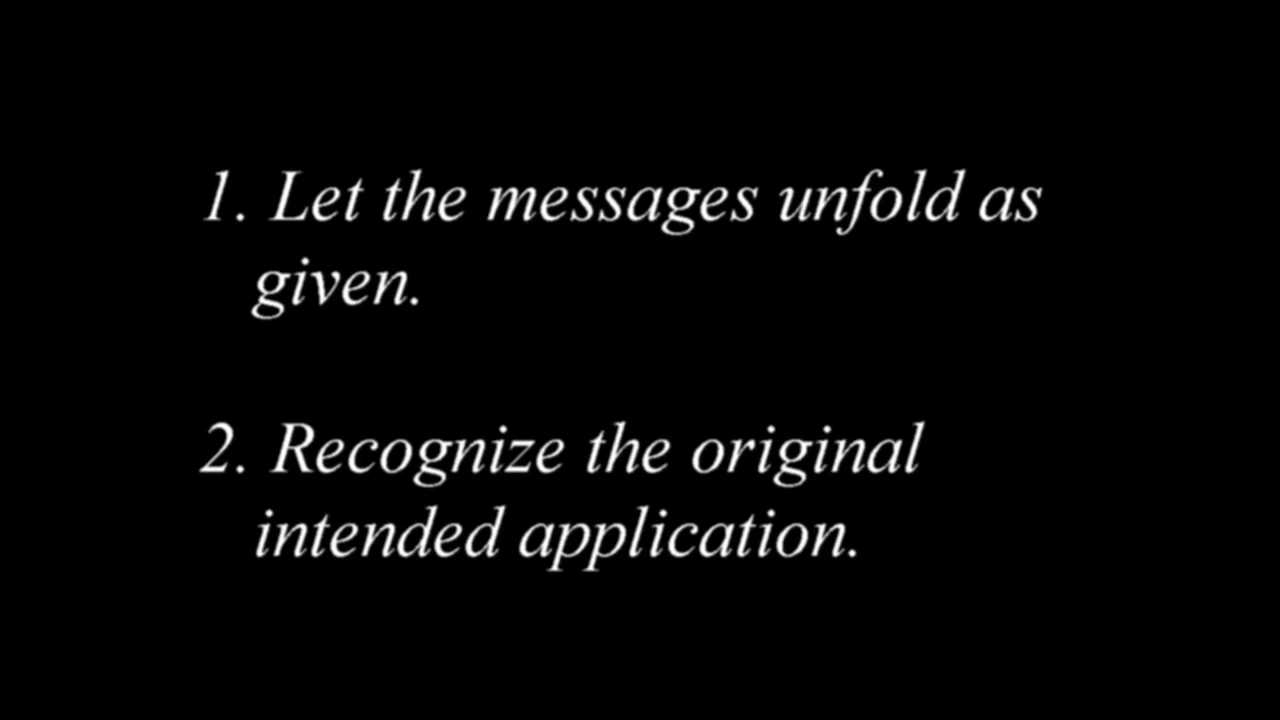 1. Let the messages unfold as
given.
2. Recognize the original
intended application.